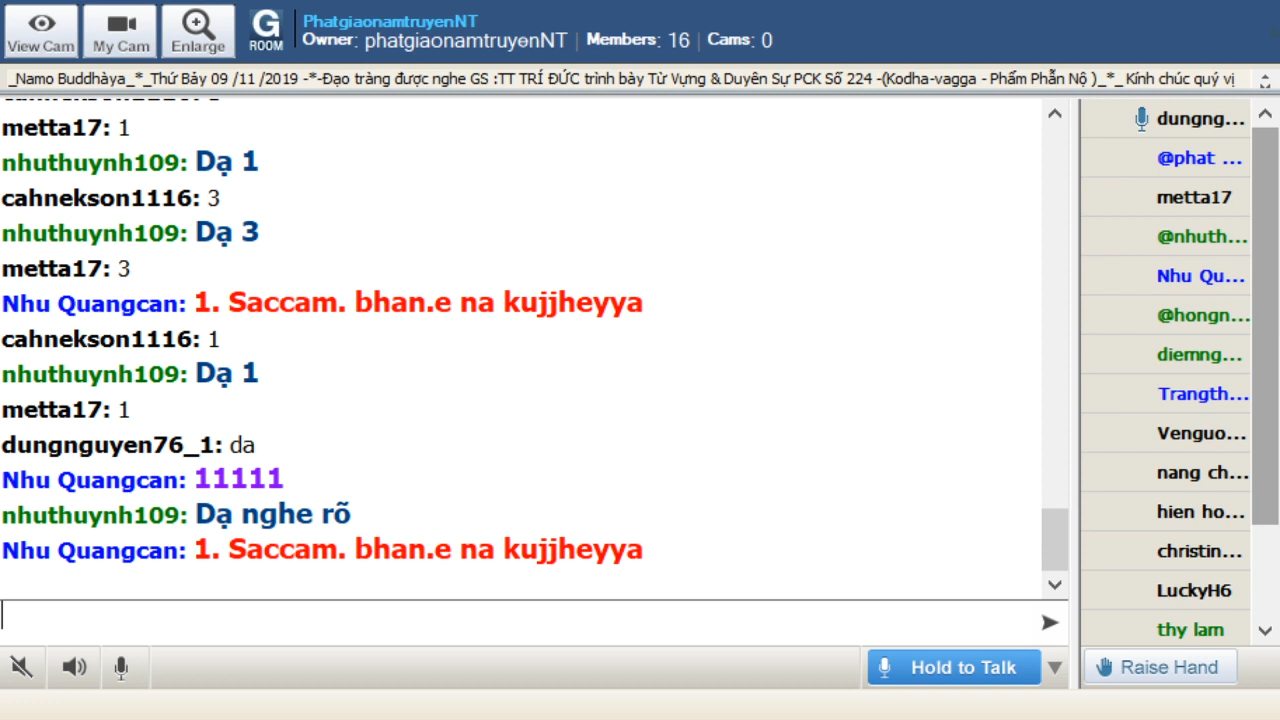 View Cam
My Cam
Enlarge
G
ROOM
PhatgiaonamtruyenNT
Owner: phatgiaonamtruyenNT | Members: 16 | Cams: 0
_Namo Buddhàya_*_Thứ Bảy 09 /11 /2019 -*-Đạo tràng được nghe GS :TT TRÍ ĐỨC trình bày Từ Vựng & Duyên Sự PCK Số 224 -(Kodha-vagga - Phẩm Phẫn Nộ )_*_ Kính chúc quý vị
metta17: 1
nhuthuynh109: Dạ 1
cahnekson1116: 3
nhuthuynh109: Dạ 3
metta17: 3
Nhu Quangcan: 1. Saccam. bhan.e na kujjheyya
cahnekson1116: 1
nhuthuynh109: Dạ 1
metta17: 1
dungnguyen76_1: da
Nhu Quangcan: 11111
nhuthuynh109: Dạ nghe rõ
Nhu Quangcan: 1. Saccam. bhan.e na kujjheyya
dungng...
@phat ...
metta17
@nhuth...
Nhu Qu...
@hongn...
diemng...
Trangth...
Venguo...
nang ch...
hien ho...
christin...
LuckyH6
thy lam
Hold to Talk
Raise Hand